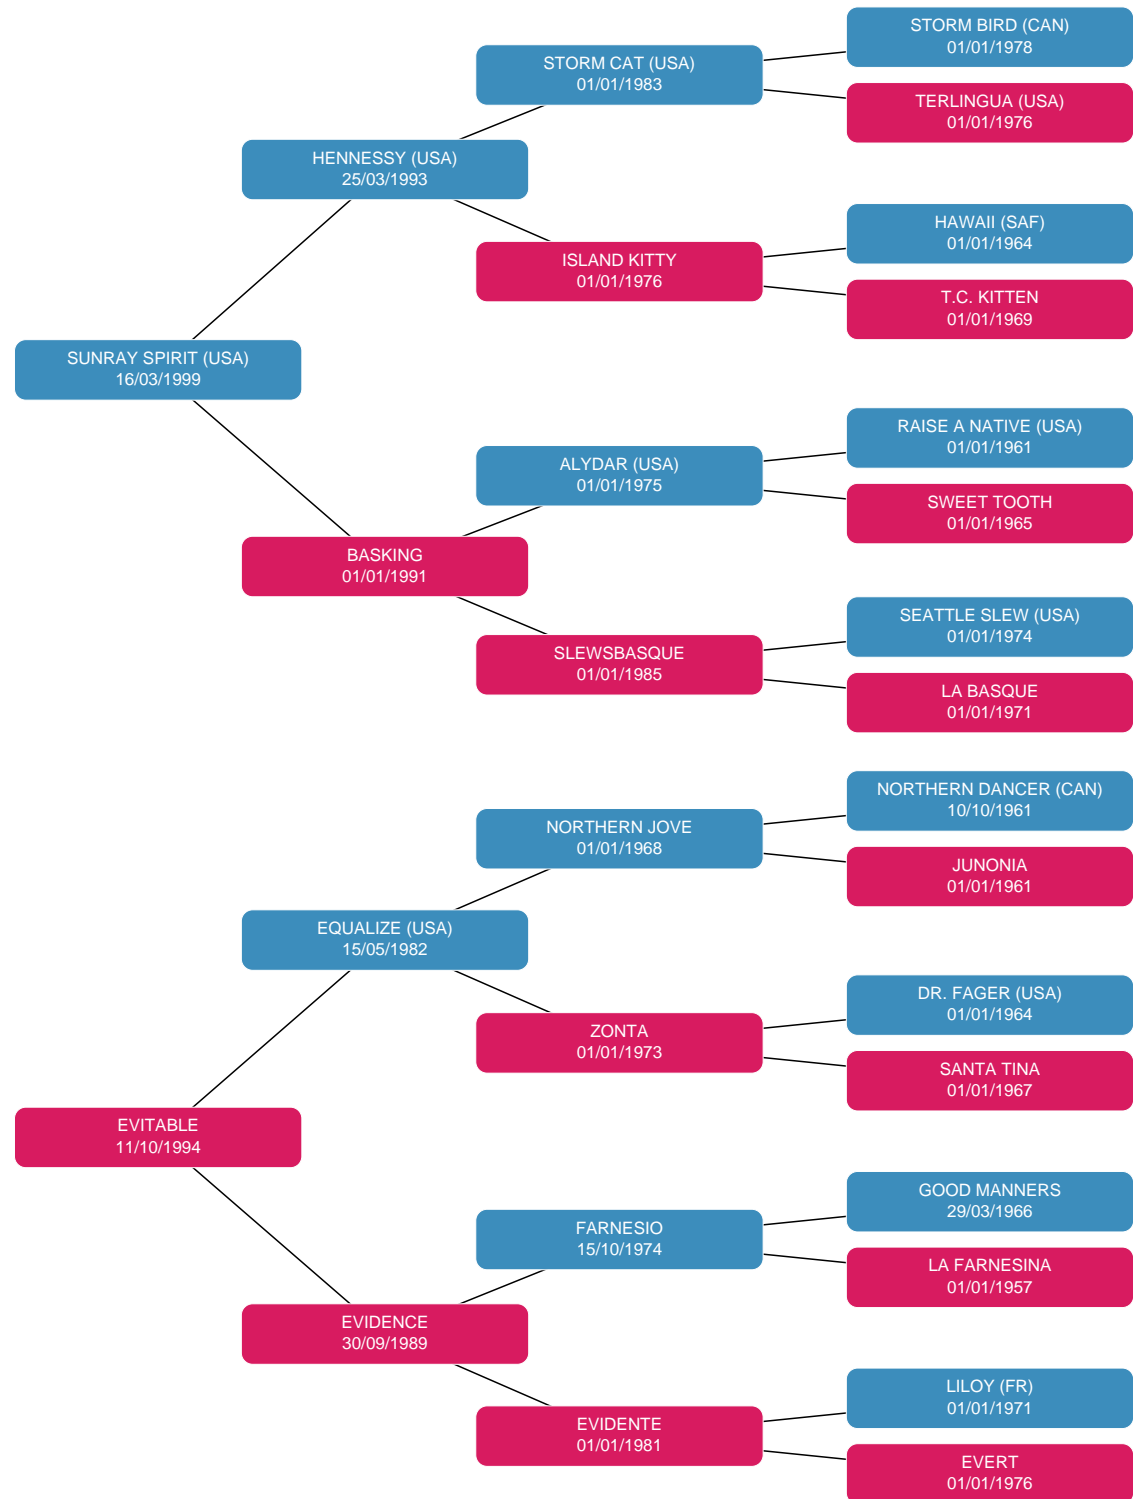 STORM BIRD (CAN)
01/01/1978
STORM CAT (USA)
01/01/1983
TERLINGUA (USA)
01/01/1976
HENNESSY (USA)
25/03/1993
HAWAII (SAF)
01/01/1964
ISLAND KITTY
01/01/1976
T.C. KITTEN
01/01/1969
SUNRAY SPIRIT (USA)
16/03/1999
RAISE A NATIVE (USA)
01/01/1961
ALYDAR (USA)
01/01/1975
SWEET TOOTH
01/01/1965
BASKING
01/01/1991
SEATTLE SLEW (USA)
01/01/1974
SLEWSBASQUE
01/01/1985
LA BASQUE
01/01/1971
NORTHERN DANCER (CAN)
10/10/1961
NORTHERN JOVE
01/01/1968
JUNONIA
01/01/1961
EQUALIZE (USA)
15/05/1982
DR. FAGER (USA)
01/01/1964
ZONTA
01/01/1973
SANTA TINA
01/01/1967
EVITABLE
11/10/1994
GOOD MANNERS
29/03/1966
FARNESIO
15/10/1974
LA FARNESINA
01/01/1957
EVIDENCE
30/09/1989
LILOY (FR)
01/01/1971
EVIDENTE
01/01/1981
EVERT
01/01/1976